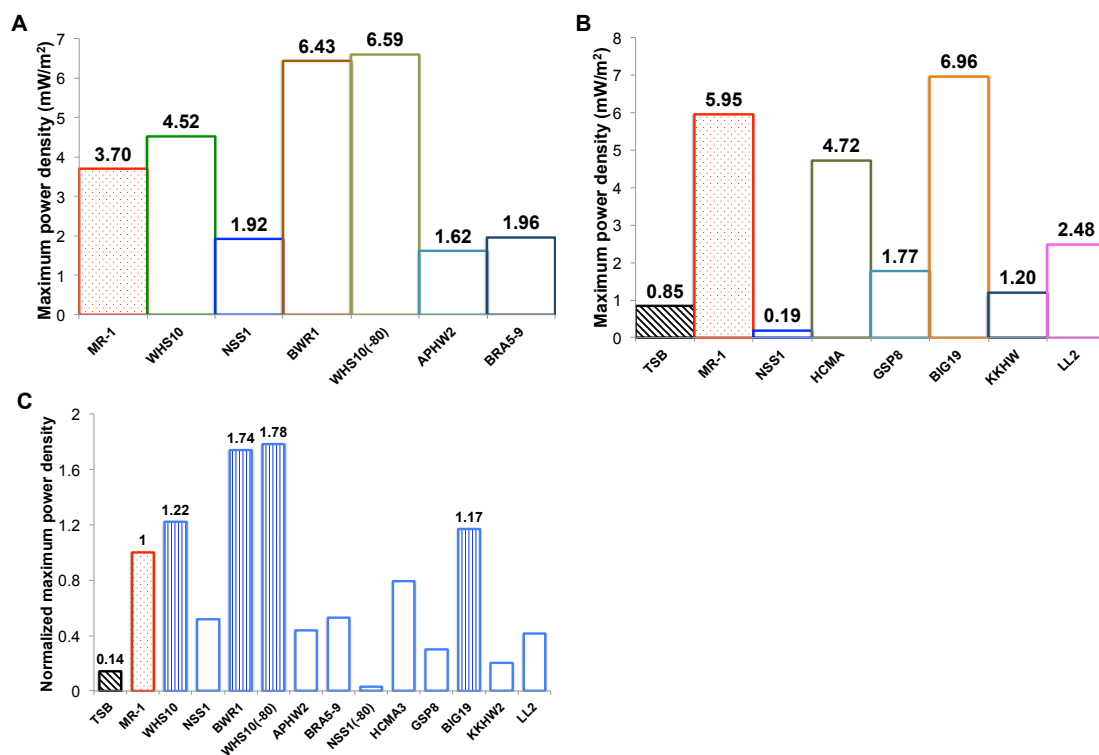 A
Maximum power density (mW/m²)
7
6
5
4
3
2
1
0
3.70
4.52
1.92
6.43
6.59
1.62
1.96
MR-1
WHS10
NSS1
BWR1
WHS10(-80)
APHW2
BRA5-9
B
Maximum power density (mW/m²)
8
7
6
5
4
3
2
1
0
0.85
5.95
0.19
4.72
1.77
6.96
1.20
2.48
TSB
MR-1
NSS1
HCMA
GSP8
BIG19
KKHW
LL2
C
Normalized maximum power density
2
1.6
1.2
0.8
0.4
0
0.14
1
1.22
1.74
1.78
1.17
TSB
MR-1
WHS10
NSS1
BWR1
WHS10(-80)
APHW2
BRA5-9
NSS1(-80)
HCMA3
GSP8
BIG19
KKHW2
LL2